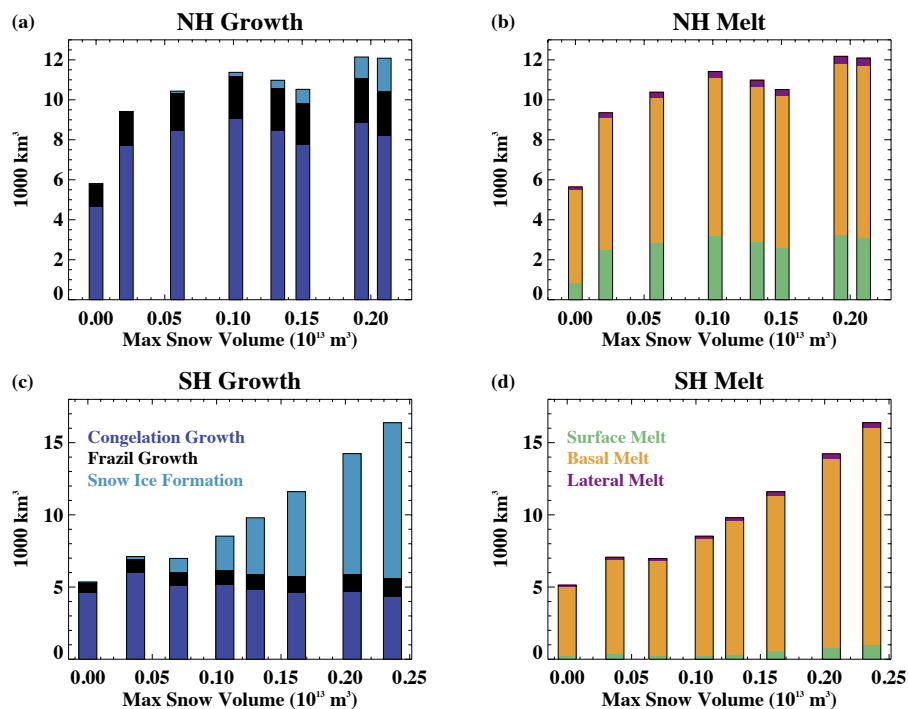 (a) NH Growth
12
10
8
6
4
2
0
1000 km³
0.00 0.05 0.10 0.15 0.20
Max Snow Volume (10¹³ m³)
(b) NH Melt
12
10
8
6
4
2
0
1000 km³
0.00 0.05 0.10 0.15 0.20
Max Snow Volume (10¹³ m³)
(c) SH Growth
Congelation Growth
Frazil Growth
Snow Ice Formation
15
10
5
0
1000 km³
0.00 0.05 0.10 0.15 0.20 0.25
Max Snow Volume (10¹³ m³)
(d) SH Melt
Surface Melt
Basal Melt
Lateral Melt
15
10
5
0
1000 km³
0.00 0.05 0.10 0.15 0.20 0.25
Max Snow Volume (10¹³ m³)